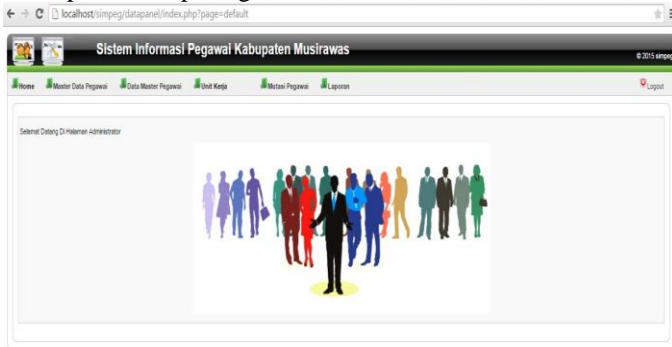 localhost/simpeg/datapanel/index.php?page=default
Sistem Informasi Pegawai Kabupaten Musirawas
© 2015 simpeg
Home Master Data Pegawai Data Master Pegawai Unit Kerja Mutasi Pegawai Laporan Logout
Selamat Datang Di Halaman Administrator